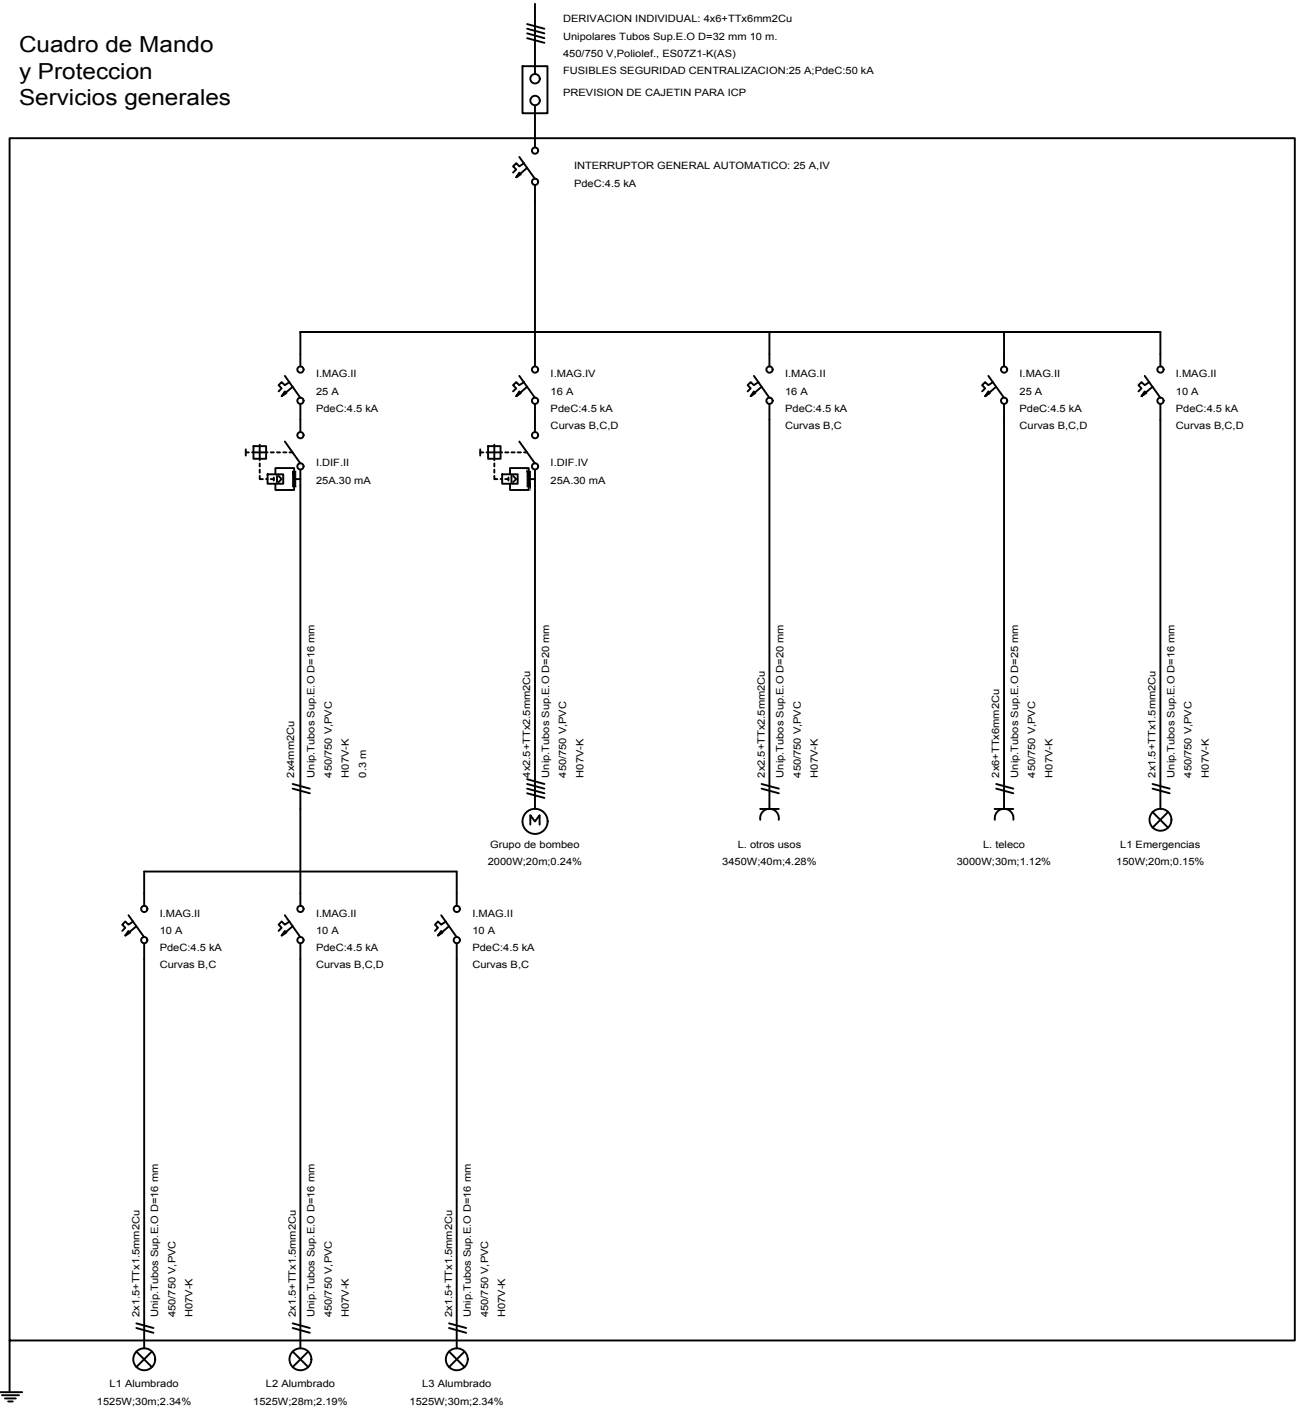 Cuadro de Mando
y Proteccion
Servicios generales
DERIVACION INDIVIDUAL: 4x6+TTx6mm2Cu
Unipolares Tubos Sup.E.O D=32 mm 10 m.
450/750 V,Poliolef., ES07Z1-K(AS)
FUSIBLES SEGURIDAD CENTRALIZACION:25 A;PdeC:50 kA
PREVISION DE CAJETIN PARA ICP
INTERRUPTOR GENERAL AUTOMATICO: 25 A,IV
PdeC:4.5 kA
I.MAG.II
25 A
PdeC:4.5 kA
I.DIF.II
25A.30 mA
2x4mm2Cu
Unip.Tubos Sup.E.O D=16 mm
450/750 V,PVC
H07V-K
0.3 m
I.MAG.IV
16 A
PdeC:4.5 kA
Curvas B,C,D
I.DIF.IV
25A.30 mA
4x2.5+TTx2.5mm2Cu
Unip.Tubos Sup.E.O D=20 mm
450/750 V,PVC
H07V-K
M
Grupo de bombeo
2000W;20m;0.24%
I.MAG.II
16 A
PdeC:4.5 kA
Curvas B,C
2x2.5+TTx2.5mm2Cu
Unip.Tubos Sup.E.O D=20 mm
450/750 V,PVC
H07V-K
L. otros usos
3450W;40m;4.28%
I.MAG.II
25 A
PdeC:4.5 kA
Curvas B,C,D
2x6+TTx6mm2Cu
Unip.Tubos Sup.E.O D=25 mm
450/750 V,PVC
H07V-K
L. teleco
3000W;30m;1.12%
I.MAG.II
10 A
PdeC:4.5 kA
Curvas B,C,D
2x1.5+TTx1.5mm2Cu
Unip.Tubos Sup.E.O D=16 mm
450/750 V,PVC
H07V-K
L1 Emergencias
150W;20m;0.15%
I.MAG.II
10 A
PdeC:4.5 kA
Curvas B,C
2x1.5+TTx1.5mm2Cu
Unip.Tubos Sup.E.O D=16 mm
450/750 V,PVC
H07V-K
L1 Alumbrado
1525W;30m;2.34%
I.MAG.II
10 A
PdeC:4.5 kA
Curvas B,C,D
2x1.5+TTx1.5mm2Cu
Unip.Tubos Sup.E.O D=16 mm
450/750 V,PVC
H07V-K
L2 Alumbrado
1525W;28m;2.19%
I.MAG.II
10 A
PdeC:4.5 kA
Curvas B,C
2x1.5+TTx1.5mm2Cu
Unip.Tubos Sup.E.O D=16 mm
450/750 V,PVC
H07V-K
L3 Alumbrado
1525W;30m;2.34%